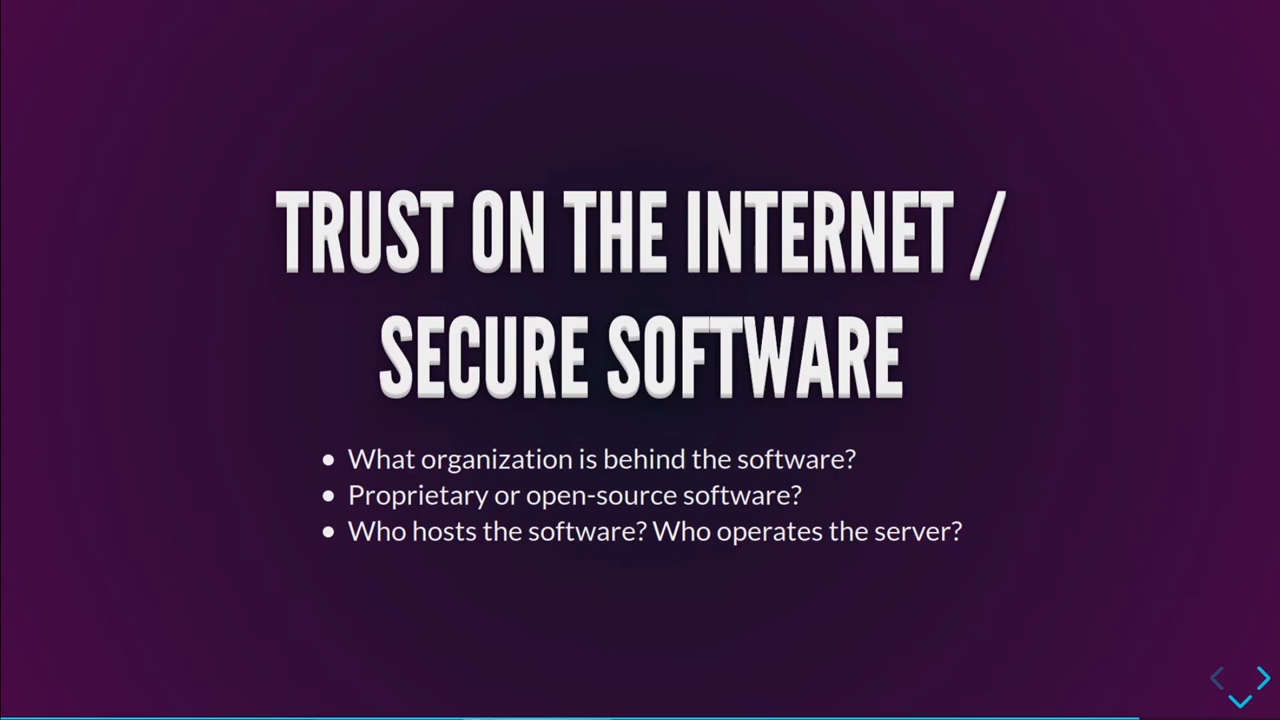 TRUST ON THE INTERNET /
SECURE SOFTWARE
• What organization is behind the software?
• Proprietary or open-source software?
• Who hosts the software? Who operates the server?